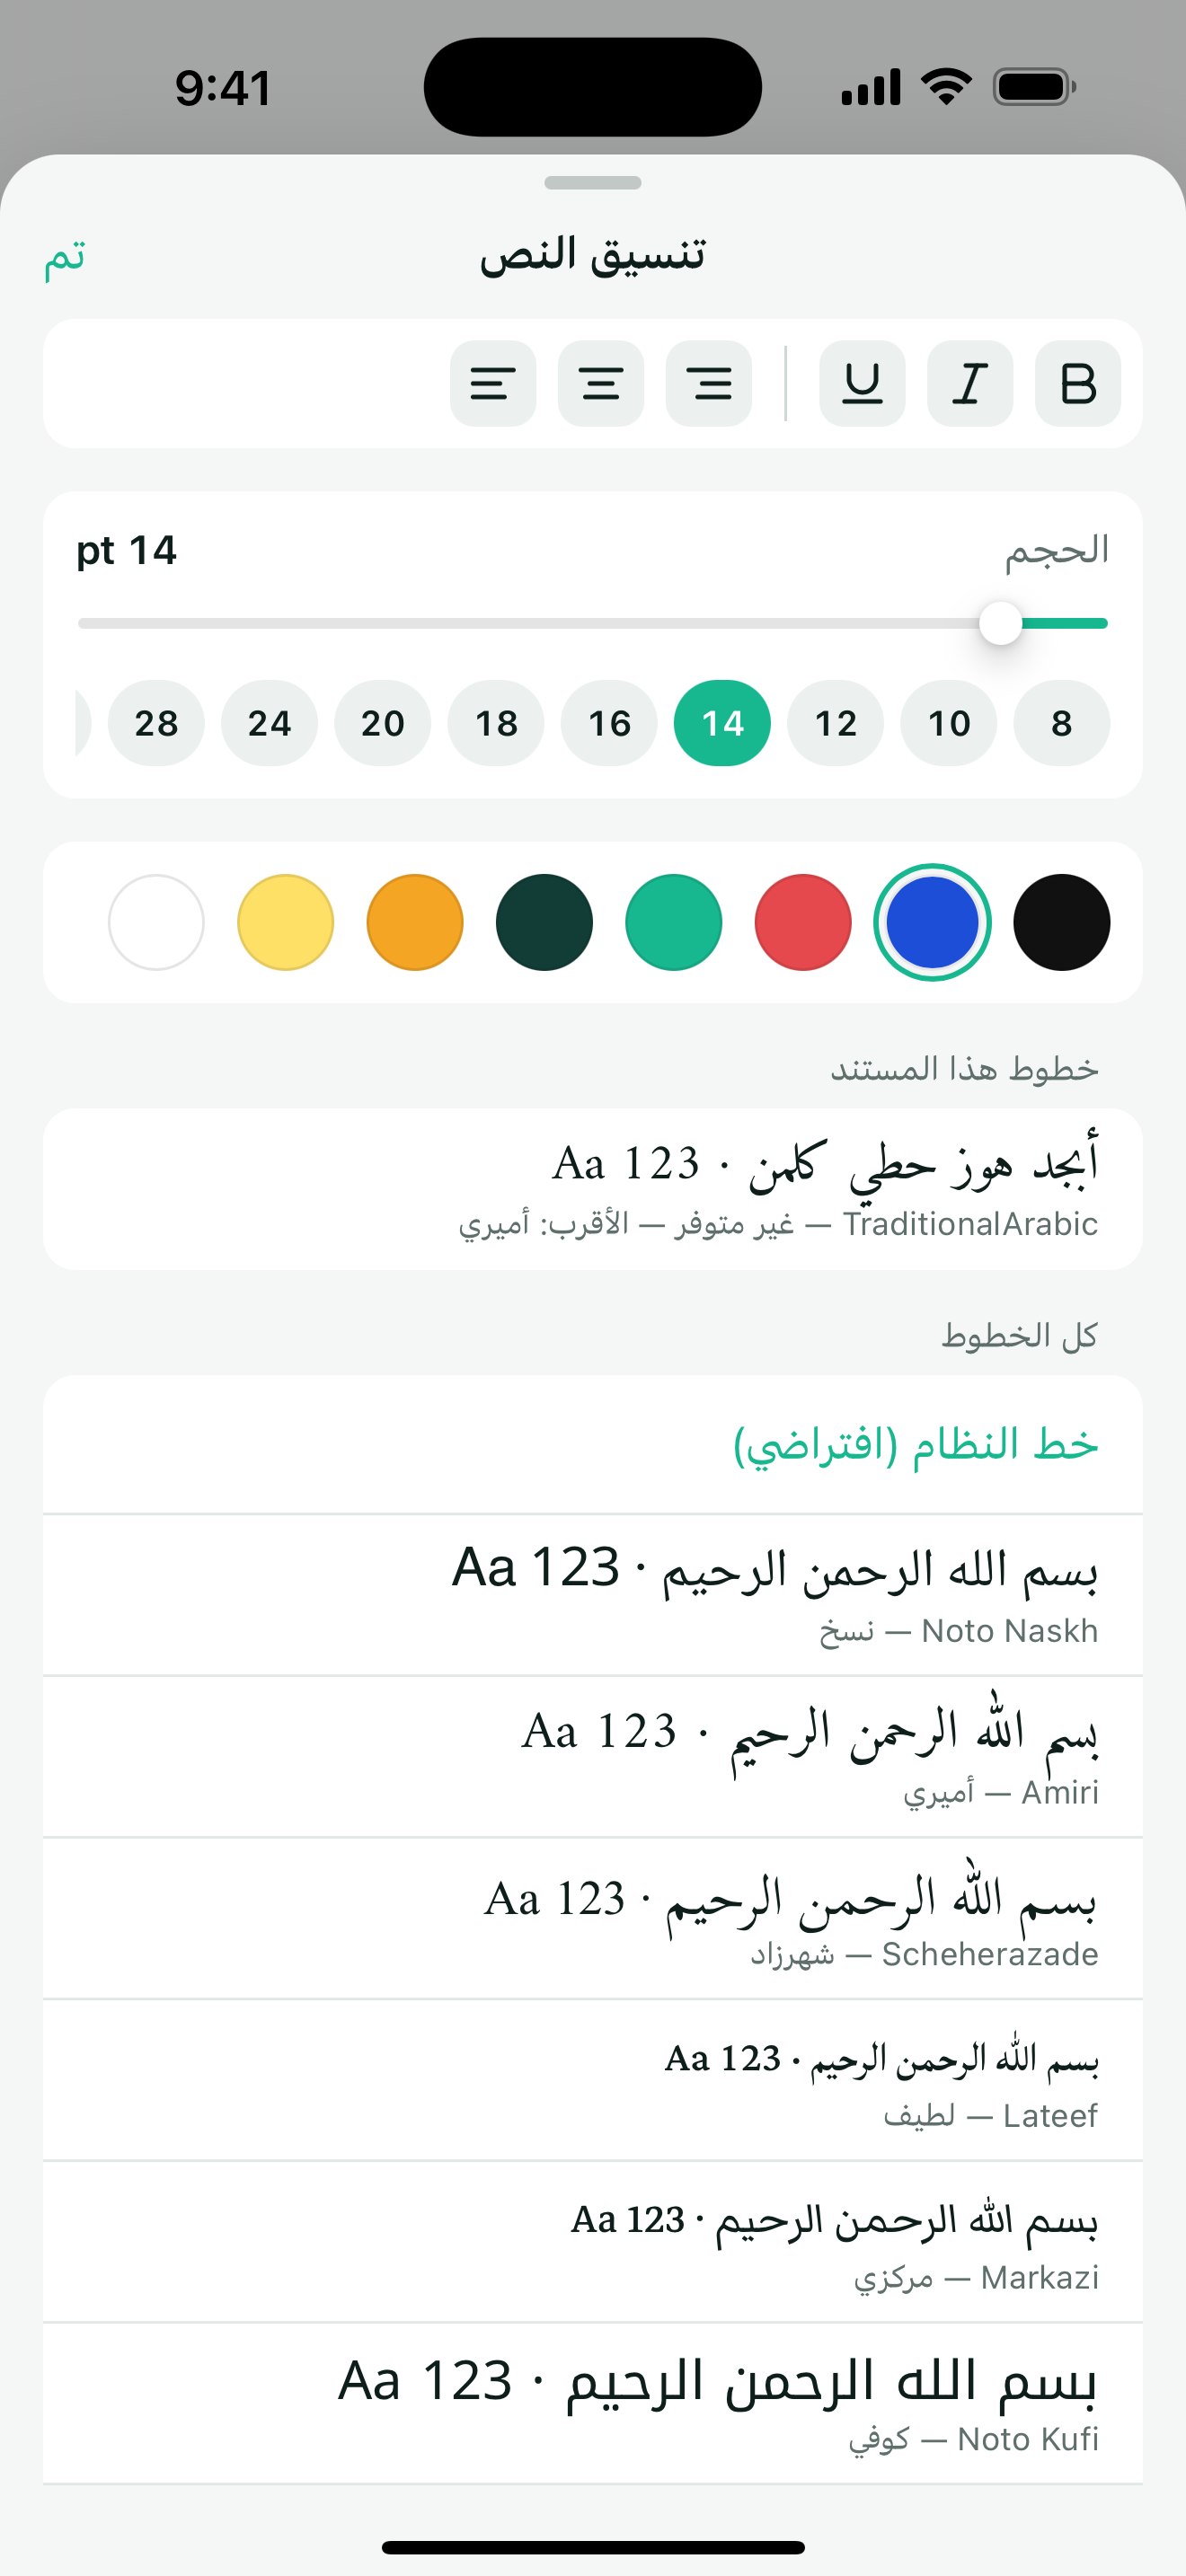 9:41
تنسيق النص
تم
B I U
الحجم
14 pt
8 10 12 14 16 18 20 24 28
خطوط هذا المستند
أبجد هوز حطي كلمن · Aa 123
TraditionalArabic — غير متوفر — الأقرب: أميري
كل الخطوط
خط النظام (افتراضي)
بسم الله الرحمن الرحيم · Aa 123
Noto Naskh — نسخ
بسم الله الرحمن الرحيم · Aa 123
Amiri — أميري
بسم الله الرحمن الرحيم · Aa 123
Scheherazade — شهرزاد
بسم الله الرحمن الرحيم · Aa 123
Lateef — لطيف
بسم الله الرحمن الرحيم · Aa 123
Markazi — مركزي
بسم الله الرحمن الرحيم · Aa 123
Noto Kufi — كوفي